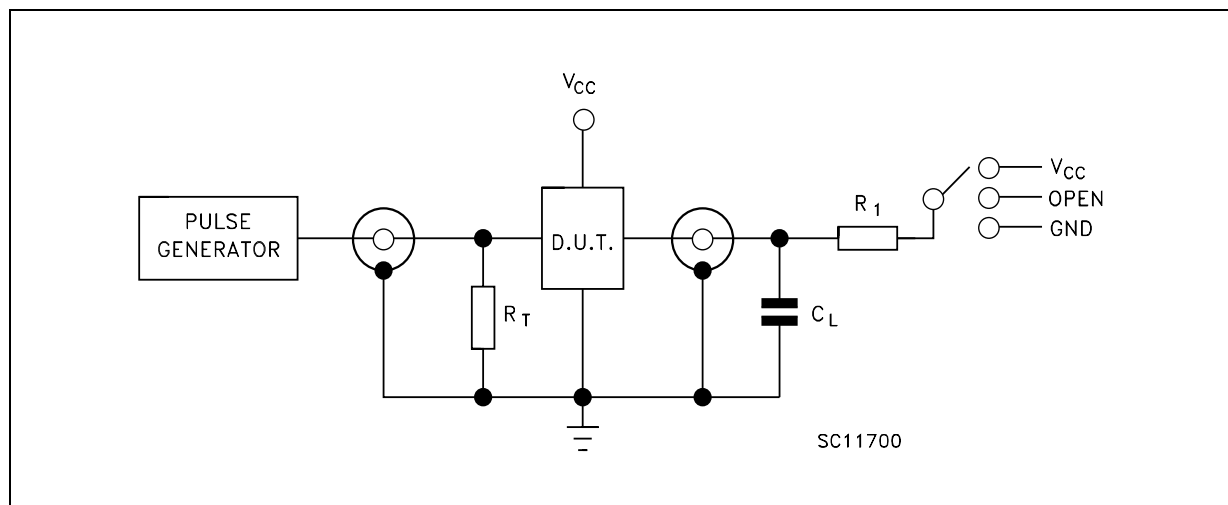 VCC
PULSE
GENERATOR
D.U.T.
RT
CL
R1
VCC
OPEN
GND
SC11700